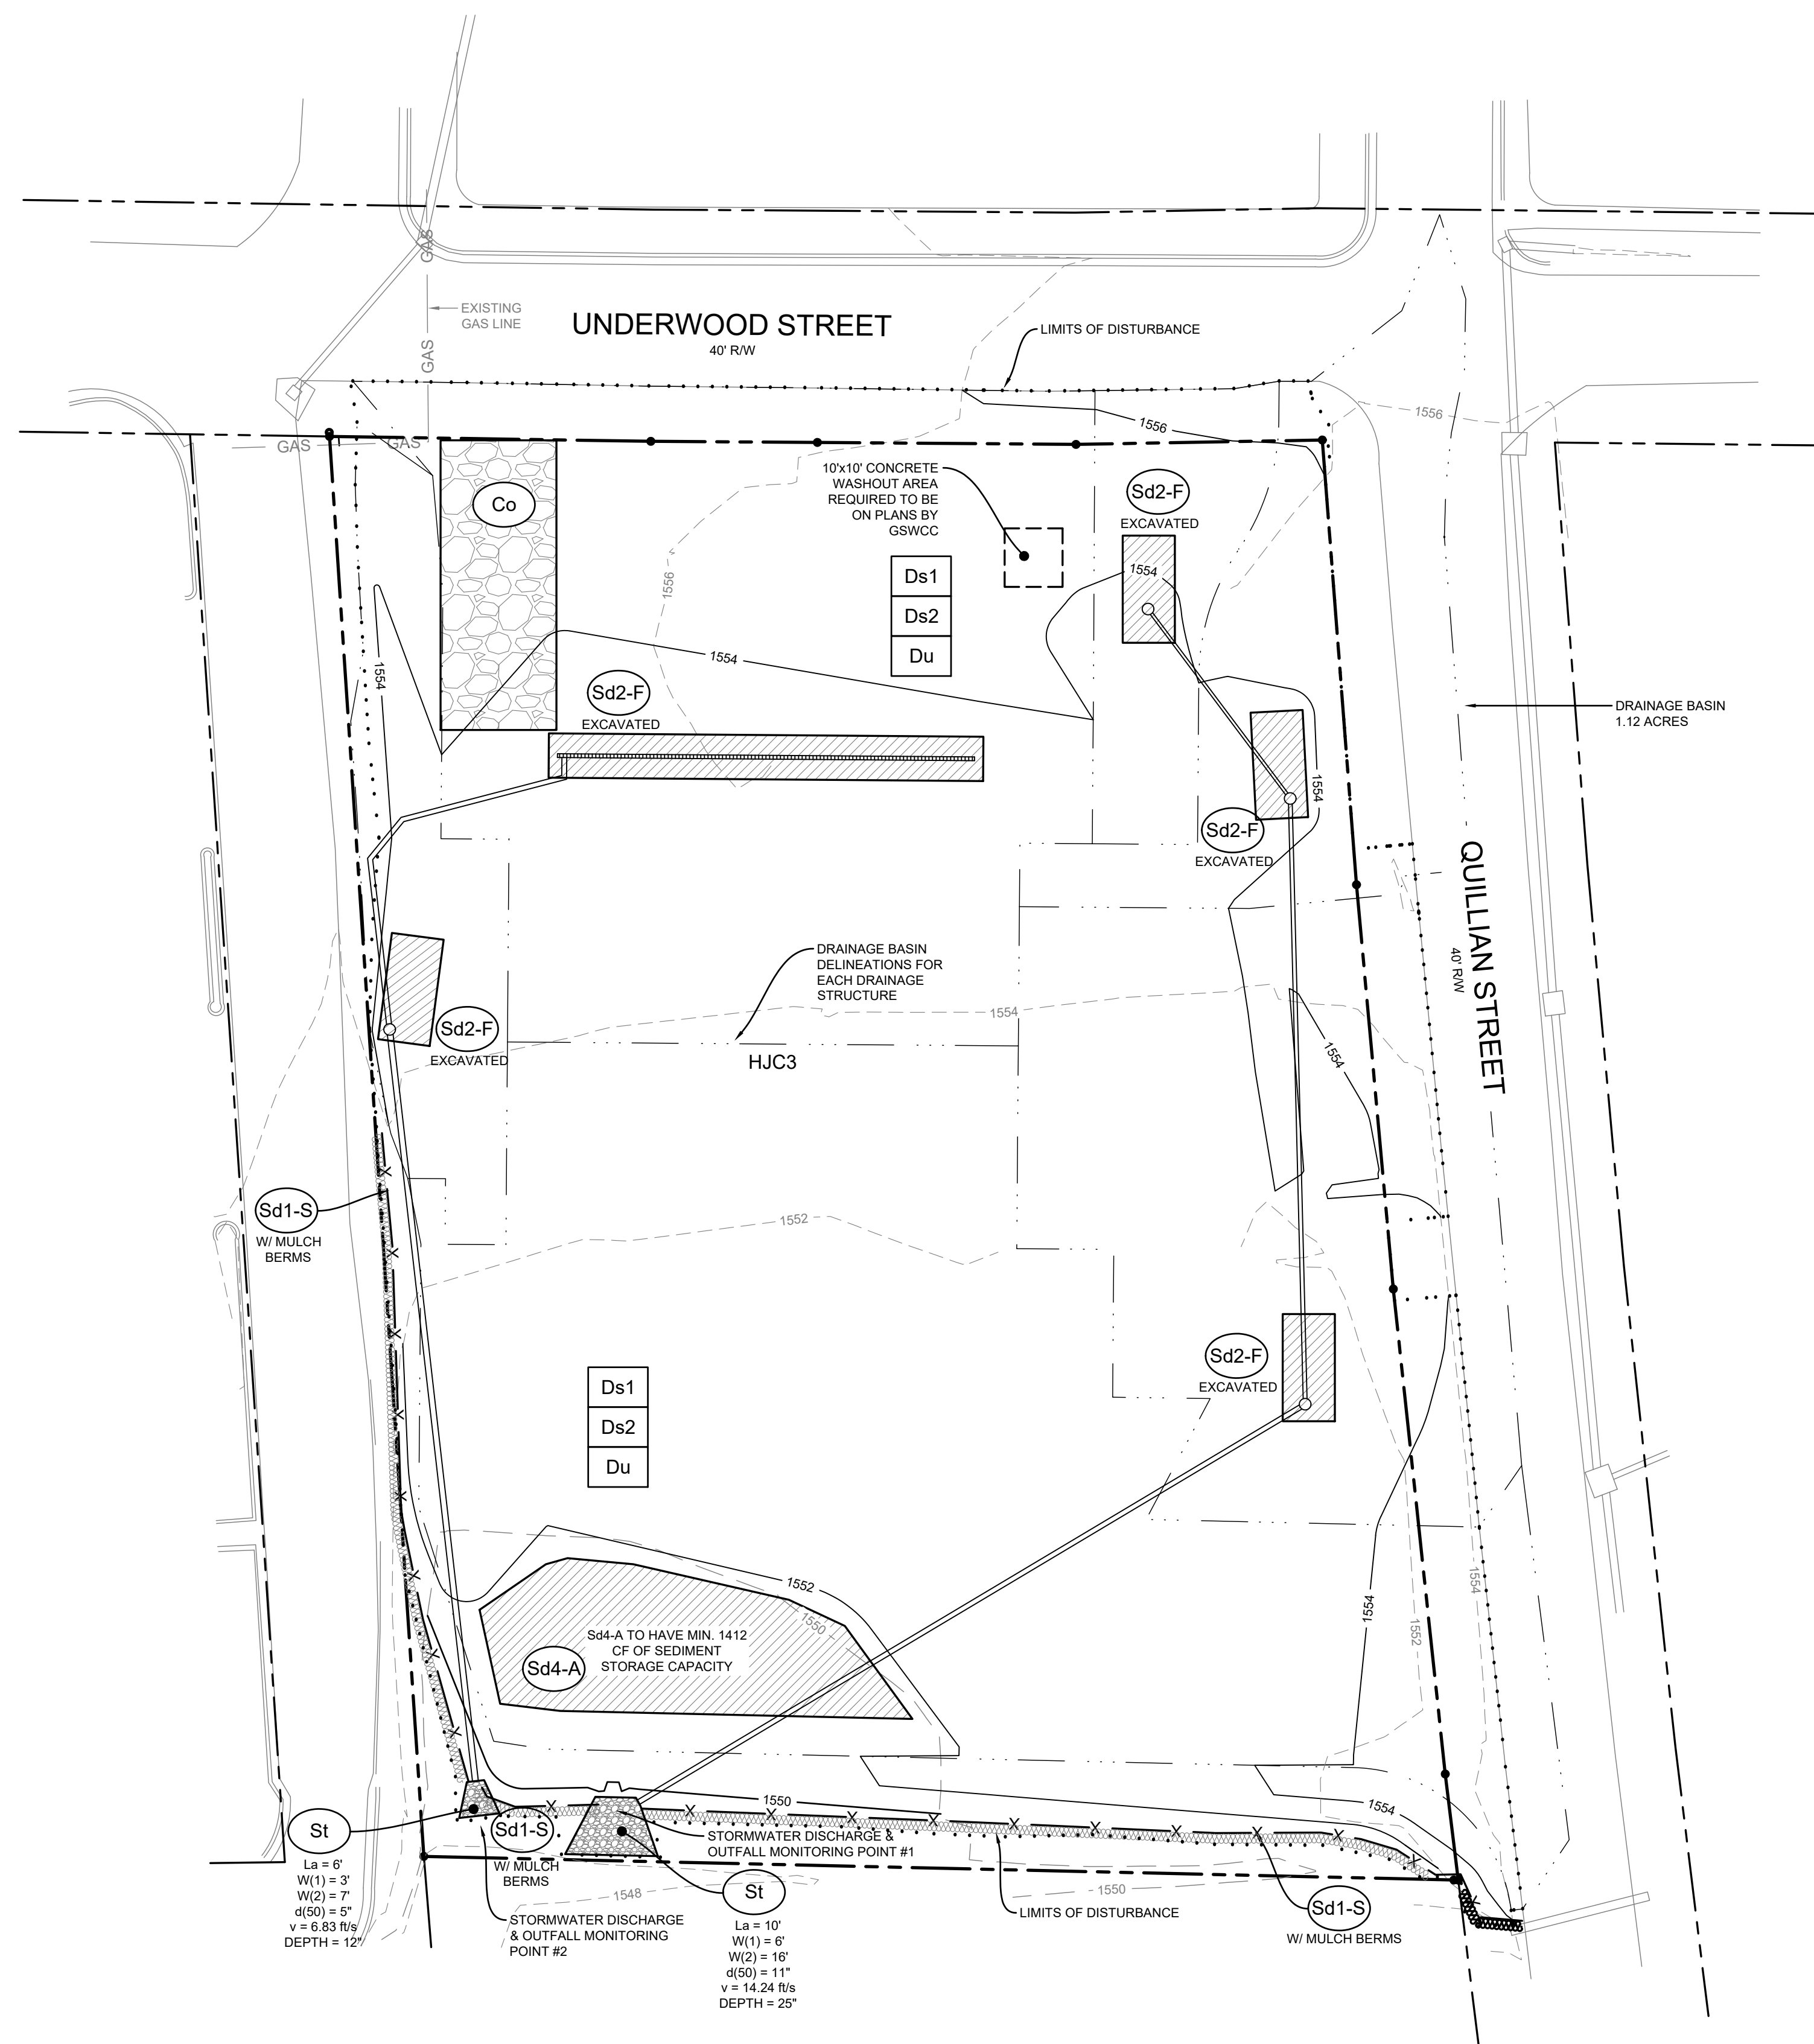 GAS
EXISTING
GAS LINE
GAS
UNDERWOOD STREET
40' R/W
LIMITS OF DISTURBANCE
1556
1556
GAS
GAS
Co
10'x10' CONCRETE
WASHOUT AREA
REQUIRED TO BE
ON PLANS BY
GSWCC
Sd2-F
EXCAVATED
1556
Ds1
Ds2
Du
1554
1554
1554
Sd2-F
EXCAVATED
DRAINAGE BASIN
1.12 ACRES
1554
Sd2-F
EXCAVATED
QUILLIAN STREET
40' R/W
DRAINAGE BASIN
DELINEATIONS FOR
EACH DRAINAGE
STRUCTURE
1554
Sd2-F
EXCAVATED
HJC3
1554
Sd1-S
W/ MULCH
BERMS
1552
Sd2-F
EXCAVATED
Ds1
Ds2
Du
1552
1550
1554
1552
1554
Sd4-A TO HAVE MIN. 1412
CF OF SEDIMENT
STORAGE CAPACITY
Sd4-A
1550
1554
St
La = 6'
W(1) = 3'
W(2) = 7'
d(50) = 5"
v = 6.83 ft/s
DEPTH = 12"
Sd1-S
W/ MULCH
BERMS
STORMWATER DISCHARGE &
OUTFALL MONITORING POINT #1
1548
STORMWATER DISCHARGE
& OUTFALL MONITORING
POINT #2
St
La = 10'
W(1) = 6'
W(2) = 16'
d(50) = 11"
v = 14.24 ft/s
DEPTH = 25"
1550
LIMITS OF DISTURBANCE
Sd1-S
W/ MULCH BERMS